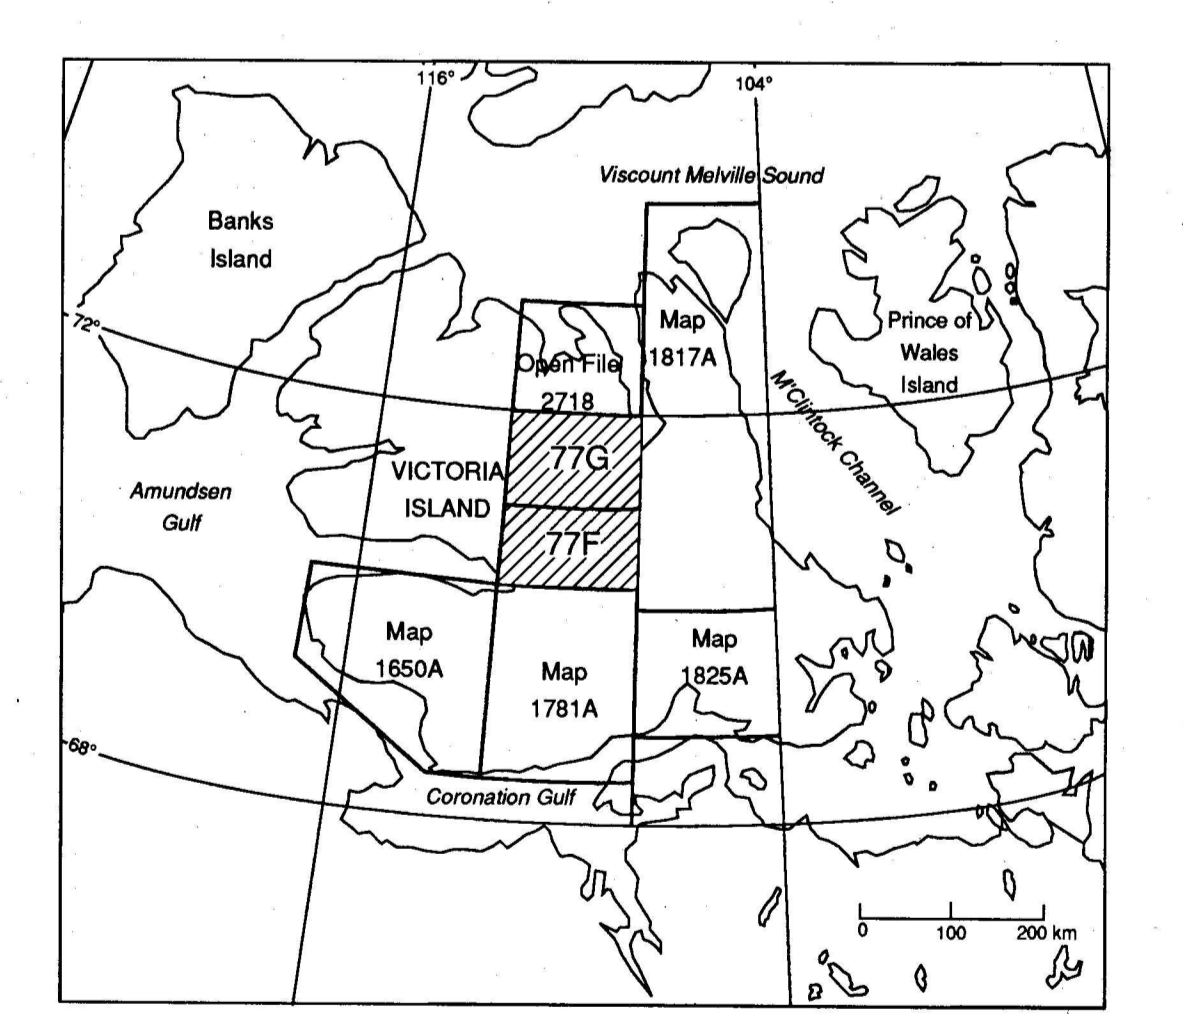 116°
104°
Viscount Melville Sound
Banks
Island
72°
Map
1817A
Prince of
Wales
Island
Open File
2718
M'Clintock Channel
77G
VICTORIA
ISLAND
Amundsen
Gulf
77F
Map
1650A
Map
1825A
Map
1781A
68°
Coronation Gulf
0 100 200 km